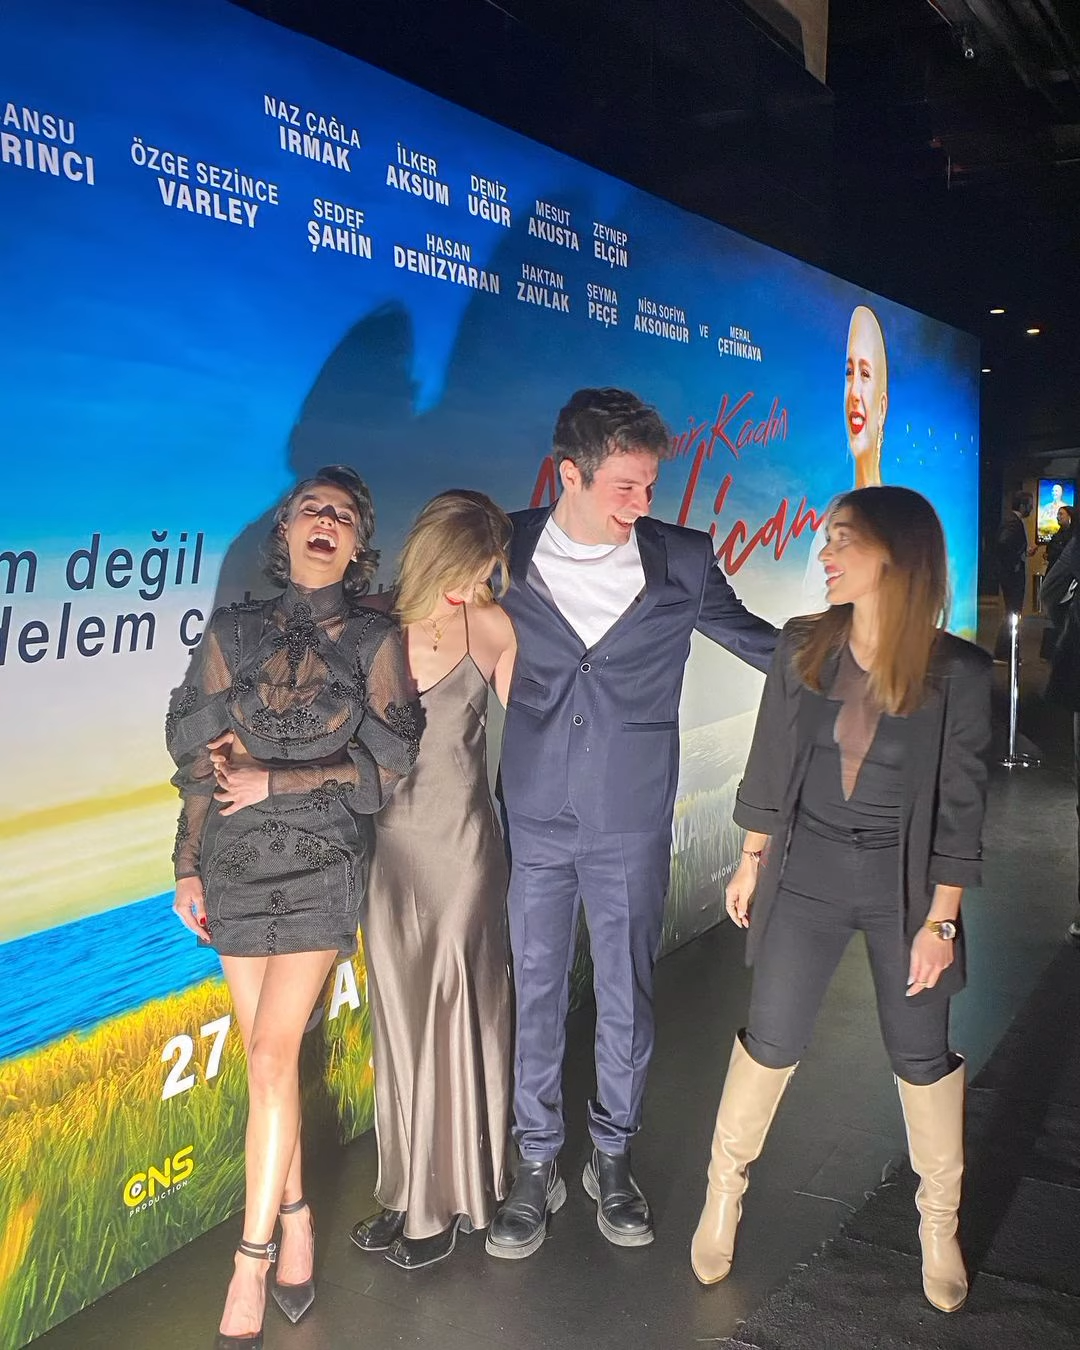 NAZ ÇAĞLA
IRMAK
ANSU
RINCI
ÖZGE SEZİNCE
VARLEY
İLKER
AKSUM
DENİZ
UĞUR
SEDEF
ŞAHİN
MESUT
AKUSTA
ZEYNEP
ELÇİN
HASAN
DENİZYARAN
HAKTAN
ZAVLAK
ŞEYMA
PEÇE
NİSA SOFİYA
AKSONGUR
VE
MERAL
ÇETİNKAYA
Kadın
değil
27
CNS
PRODUCTION